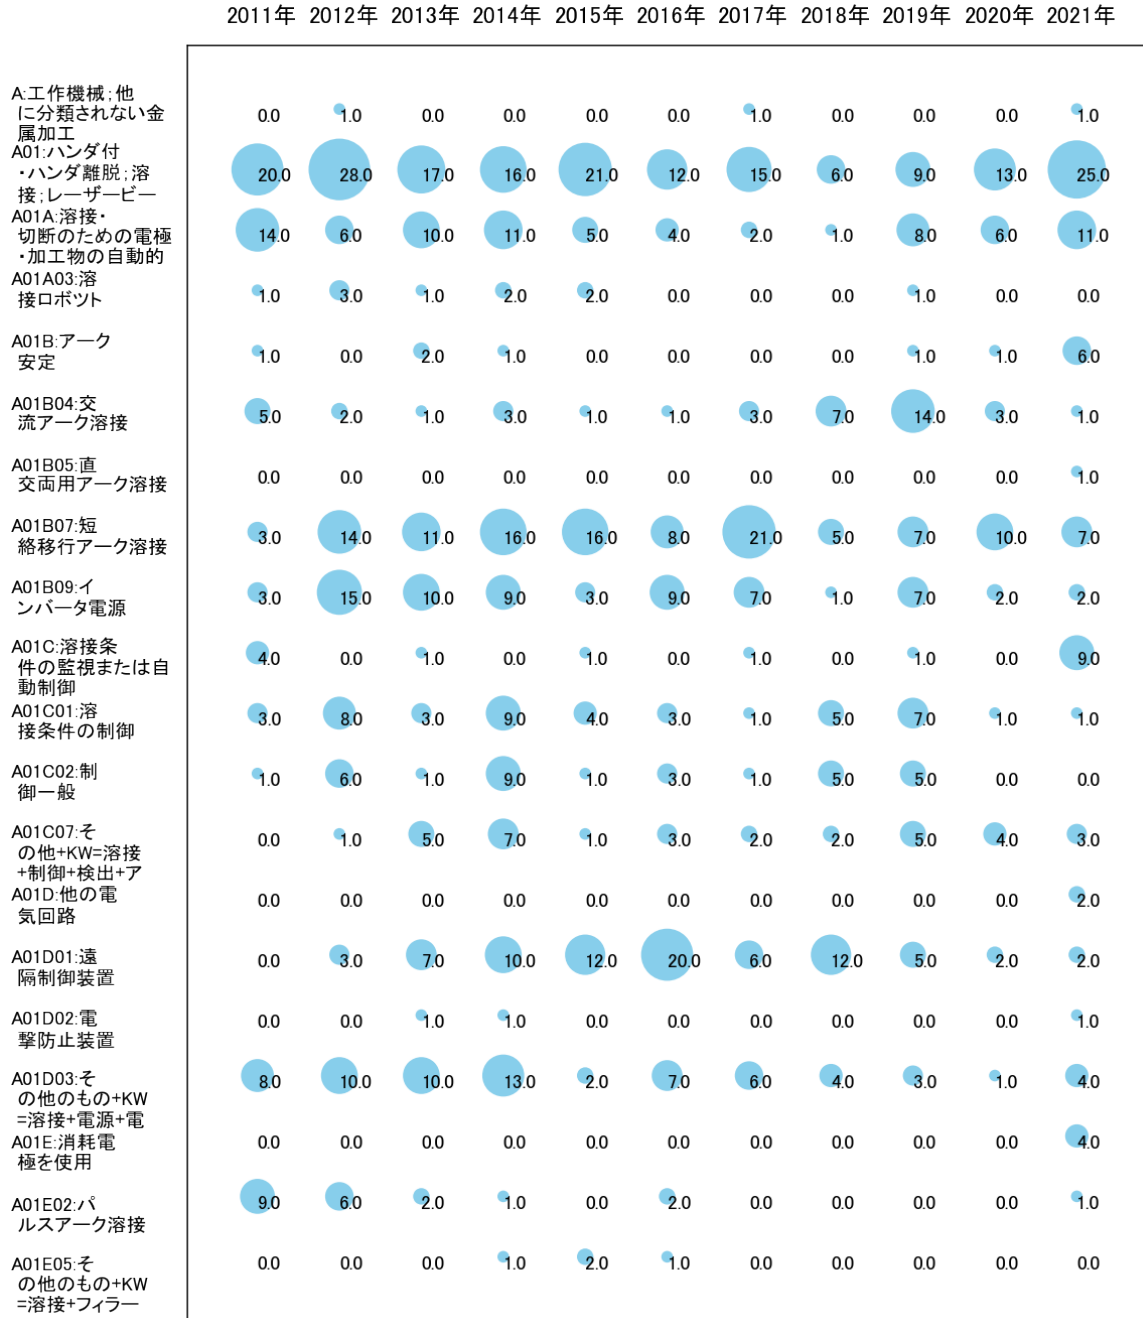 2011年 2012年 2013年 2014年 2015年 2016年 2017年 2018年 2019年 2020年 2021年
A:工作機械;他
に分類されない金
属加工
0.0 1.0 0.0 0.0 0.0 0.0 1.0 0.0 0.0 0.0 1.0
A01:ハンダ付
・ハンダ離脱;溶
接;レーザービー
20.0 28.0 17.0 16.0 21.0 12.0 15.0 6.0 9.0 13.0 25.0
A01A:溶接・
切断のための電極
・加工物の自動的
14.0 6.0 10.0 11.0 5.0 4.0 2.0 1.0 8.0 6.0 11.0
A01A03:溶
接ロボツト
1.0 3.0 1.0 2.0 2.0 0.0 0.0 0.0 1.0 0.0 0.0
A01B:アーク
安定
1.0 0.0 2.0 1.0 0.0 0.0 0.0 0.0 1.0 1.0 6.0
A01B04:交
流アーク溶接
5.0 2.0 1.0 3.0 1.0 1.0 3.0 7.0 14.0 3.0 1.0
A01B05:直
交両用アーク溶接
0.0 0.0 0.0 0.0 0.0 0.0 0.0 0.0 0.0 0.0 1.0
A01B07:短
絡移行アーク溶接
3.0 14.0 11.0 16.0 16.0 8.0 21.0 5.0 7.0 10.0 7.0
A01B09:イ
ンバータ電源
3.0 15.0 10.0 9.0 3.0 9.0 7.0 1.0 7.0 2.0 2.0
A01C:溶接条
件の監視または自
動制御
4.0 0.0 1.0 0.0 1.0 0.0 1.0 0.0 1.0 0.0 9.0
A01C01:溶
接条件の制御
3.0 8.0 3.0 9.0 4.0 3.0 1.0 5.0 7.0 1.0 1.0
A01C02:制
御一般
1.0 6.0 1.0 9.0 1.0 3.0 1.0 5.0 5.0 0.0 0.0
A01C07:そ
の他+KW=溶接
+制御+検出+ア
0.0 1.0 5.0 7.0 1.0 3.0 2.0 2.0 5.0 4.0 3.0
A01D:他の電
気回路
0.0 0.0 0.0 0.0 0.0 0.0 0.0 0.0 0.0 0.0 2.0
A01D01:遠
隔制御装置
0.0 3.0 7.0 10.0 12.0 20.0 6.0 12.0 5.0 2.0 2.0
A01D02:電
撃防止装置
0.0 0.0 1.0 1.0 0.0 0.0 0.0 0.0 0.0 0.0 1.0
A01D03:そ
の他のもの+KW
=溶接+電源+電
8.0 10.0 10.0 13.0 2.0 7.0 6.0 4.0 3.0 1.0 4.0
A01E:消耗電
極を使用
0.0 0.0 0.0 0.0 0.0 0.0 0.0 0.0 0.0 0.0 4.0
A01E02:パ
ルスアーク溶接
9.0 6.0 2.0 1.0 0.0 2.0 0.0 0.0 0.0 0.0 1.0
A01E05:そ
の他のもの+KW
=溶接+フィラー
0.0 0.0 0.0 1.0 2.0 1.0 0.0 0.0 0.0 0.0 0.0